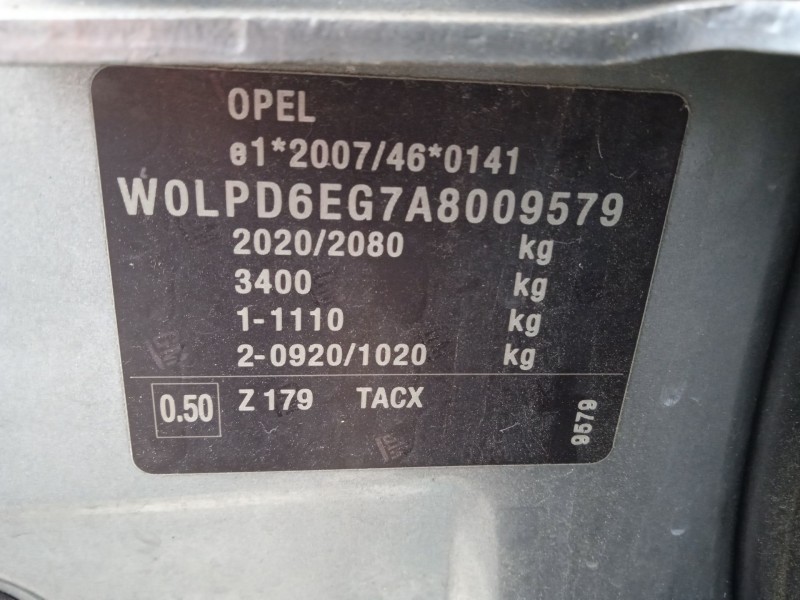 OPEL
e1*2007/46*0141
W0LPD6EG7A8009579
2020/2080 kg
3400 kg
1-1110 kg
2-0920/1020 kg
0.50 Z 179 TACX
9579